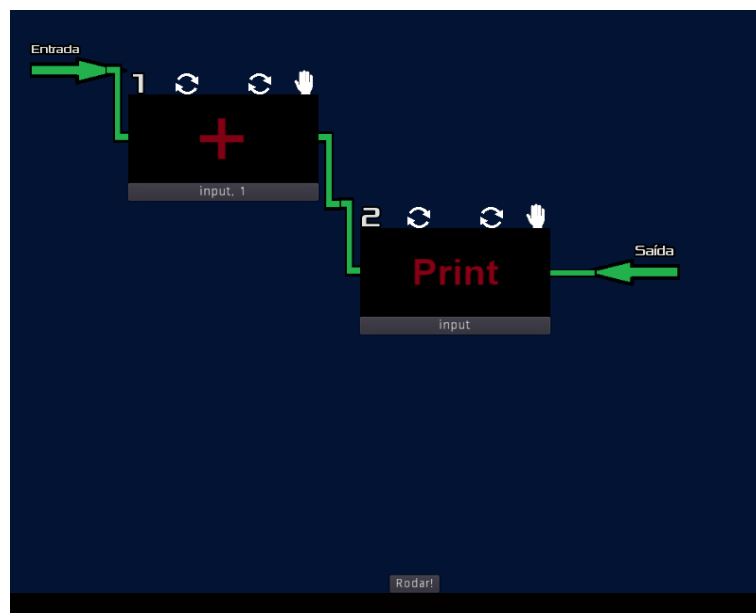 Entrada
1
+
input, 1
2
Print
Saída
input
Rodar!